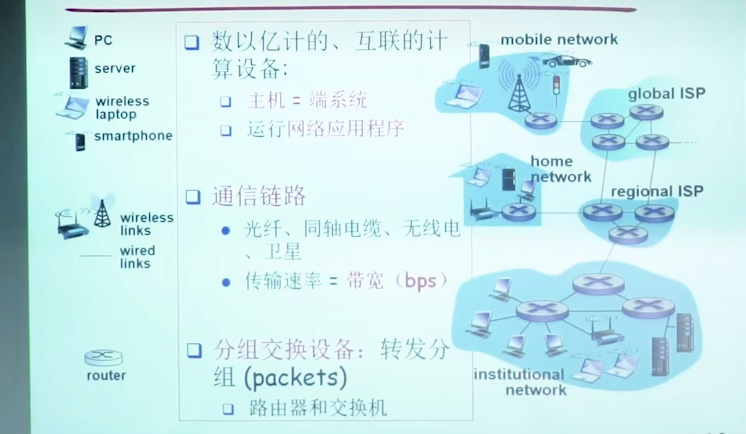 PC
server
wireless
laptop
smartphone
wireless
links
wired
links
router
数以亿计的、互联的计
算设备:
主机 = 端系统
运行网络应用程序
通信链路
光纤、同轴电缆、无线电
、卫星
传输速率 = 带宽（bps）
分组交换设备: 转发分
组 (packets)
路由器和交换机
mobile network
global ISP
home
network
regional ISP
institutional
network